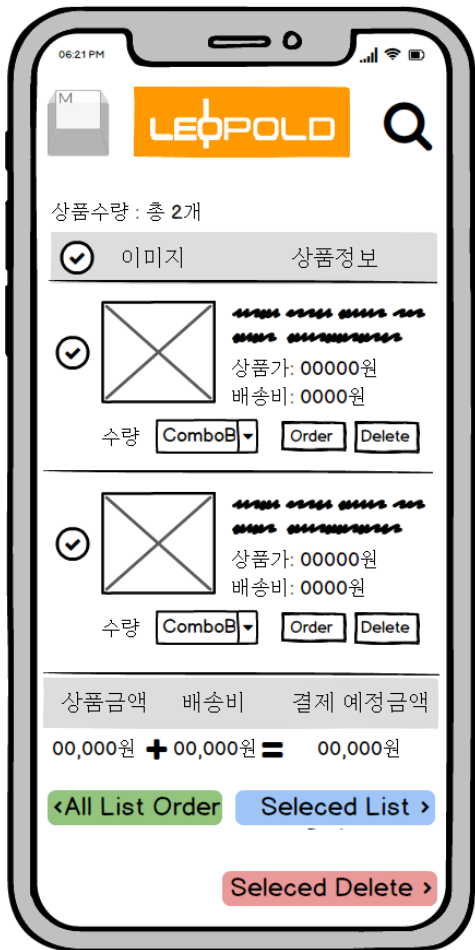 06:21 PM
M
LEOPOLD
상품수량 : 총 2개
이미지 상품정보
상품가: 00000원
배송비: 0000원
수량 ComboB Order Delete
상품가: 00000원
배송비: 0000원
수량 ComboB Order Delete
상품금액 배송비 결제 예정금액
00,000원 + 00,000원 = 00,000원
<All List Order Seleced List >
Seleced Delete >